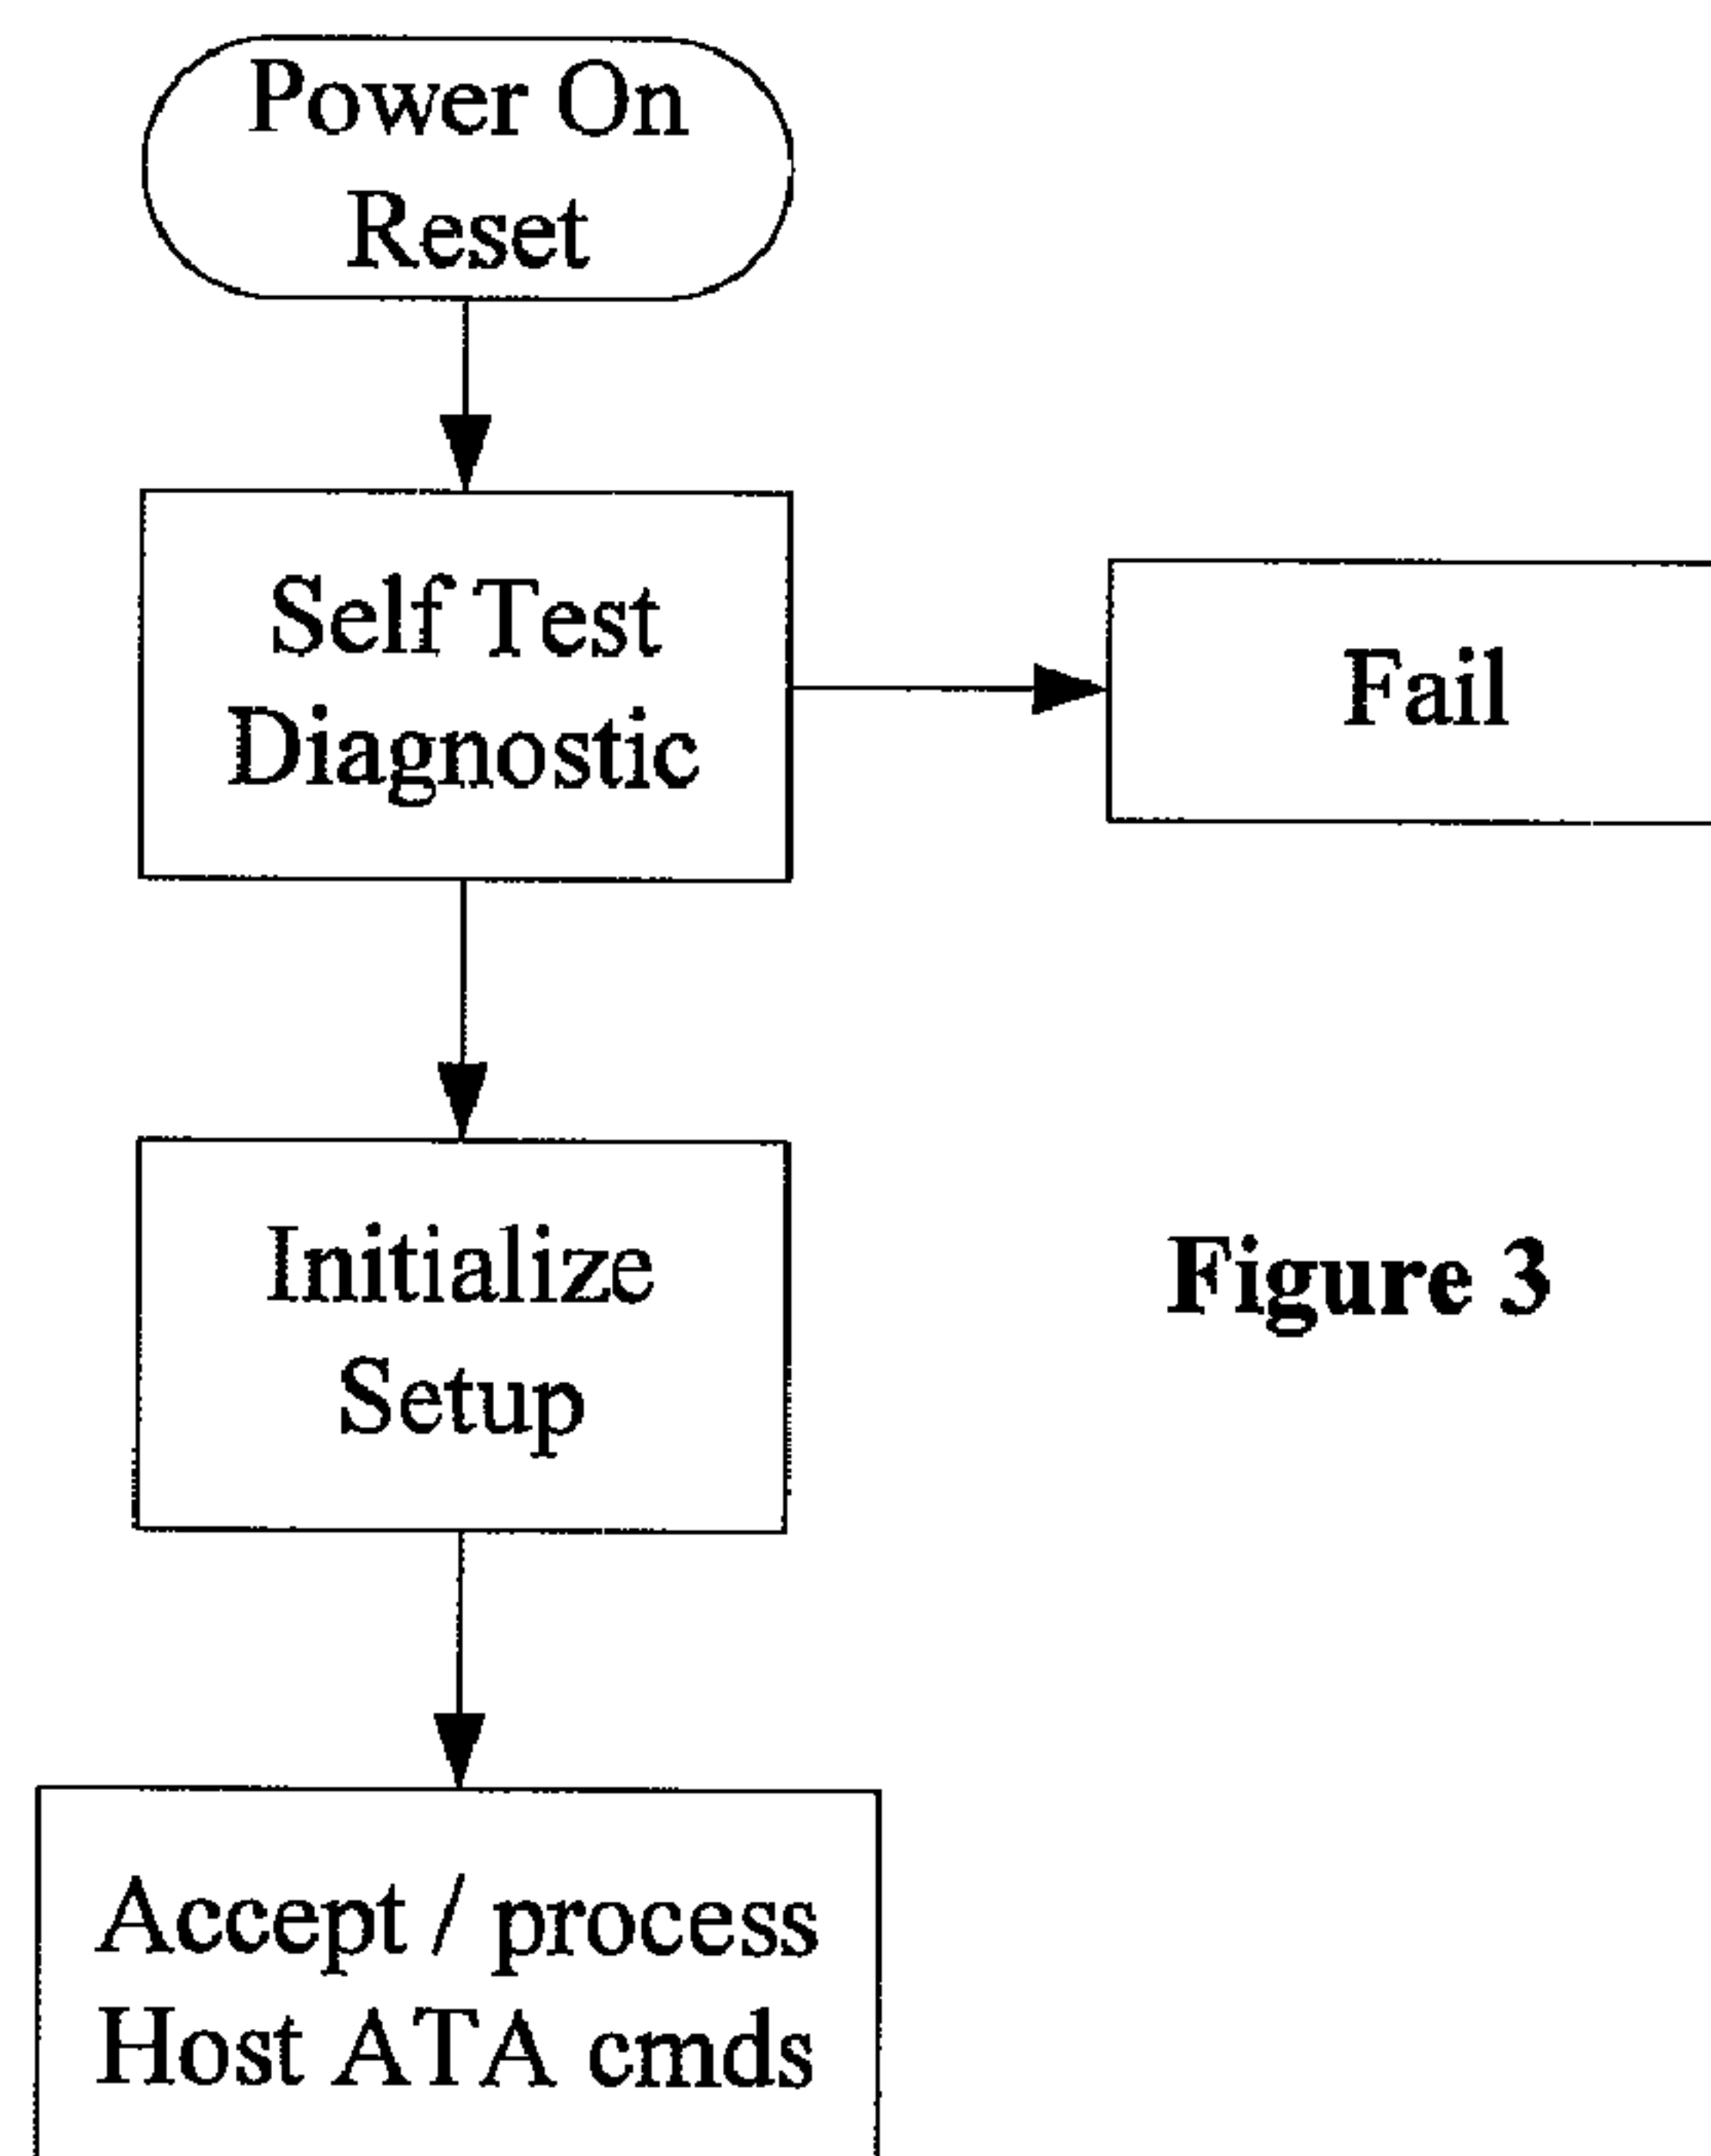 Power On
Reset
Self Test
Diagnostic
Fail
Initialize
Setup
Figure 3
Accept / process
Host ATA cmds